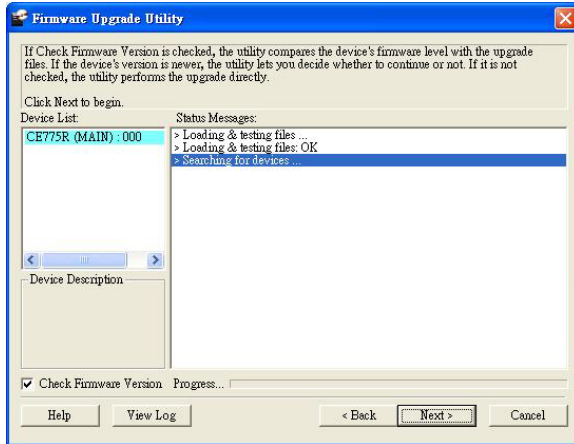 Firmware Upgrade Utility
If Check Firmware Version is checked, the utility compares the device's firmware level with the upgrade
files. If the device's version is newer, the utility lets you decide whether to continue or not. If it is not
checked, the utility performs the upgrade directly.
Click Next to begin.
Device List:
Status Messages:
CE775R (MAIN) : 000
> Loading & testing files ...
> Loading & testing files: OK
> Searching for devices ...
Device Description
Check Firmware Version
Progress...
Help
View Log
< Back
Next >
Cancel